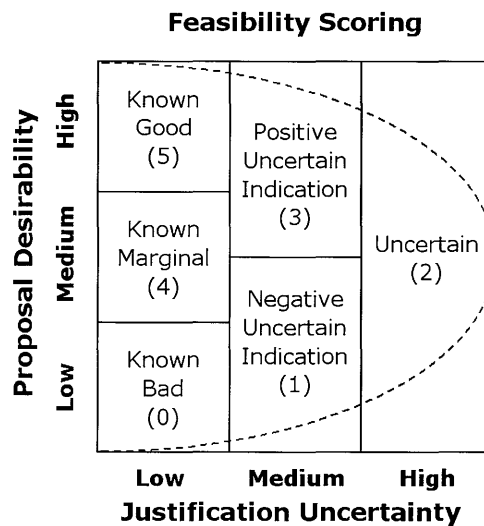 Feasibility Scoring
Proposal Desirability
High
Medium
Low
Known
Good
(5)
Known
Marginal
(4)
Known
Bad
(0)
Positive
Uncertain
Indication
(3)
Negative
Uncertain
Indication
(1)
Uncertain
(2)
Low
Medium
High
Justification Uncertainty